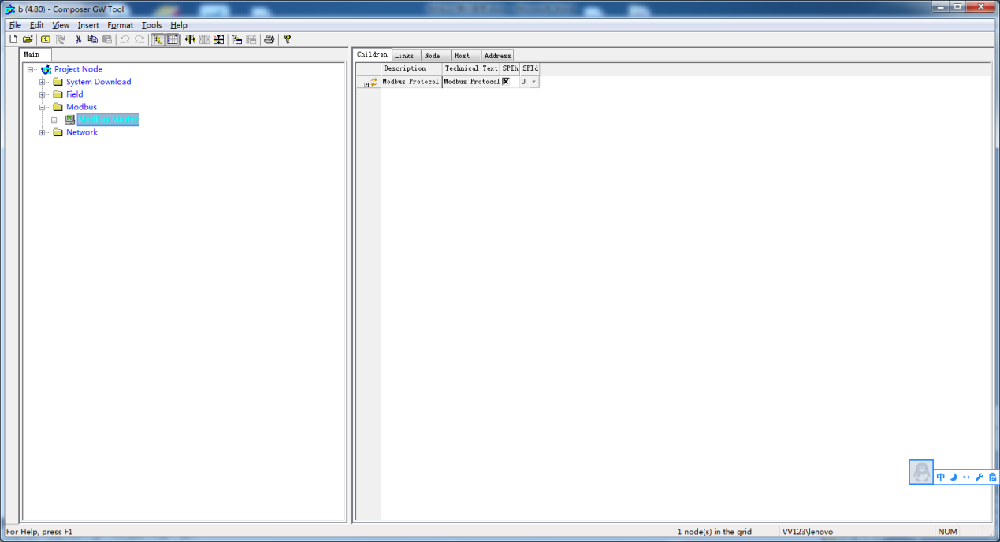 b (4.80) - Composer GW Tool
File Edit View Insert Format Tools Help
Main
Project Node
System Download
Field
Modbus
ModBus Master
Network
Children Links Node Host Address
Description Technical Text SPIh SPId
Modbus Protocol Modbus Protocol 0
中
For Help, press F1 1 node(s) in the grid VV123\lenovo NUM